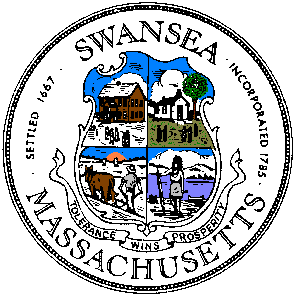 SWANSEA
SETTLED 1667
INCORPORATED 1785
TOLERANCE WINS PROSPERITY
MASSACHUSETTS